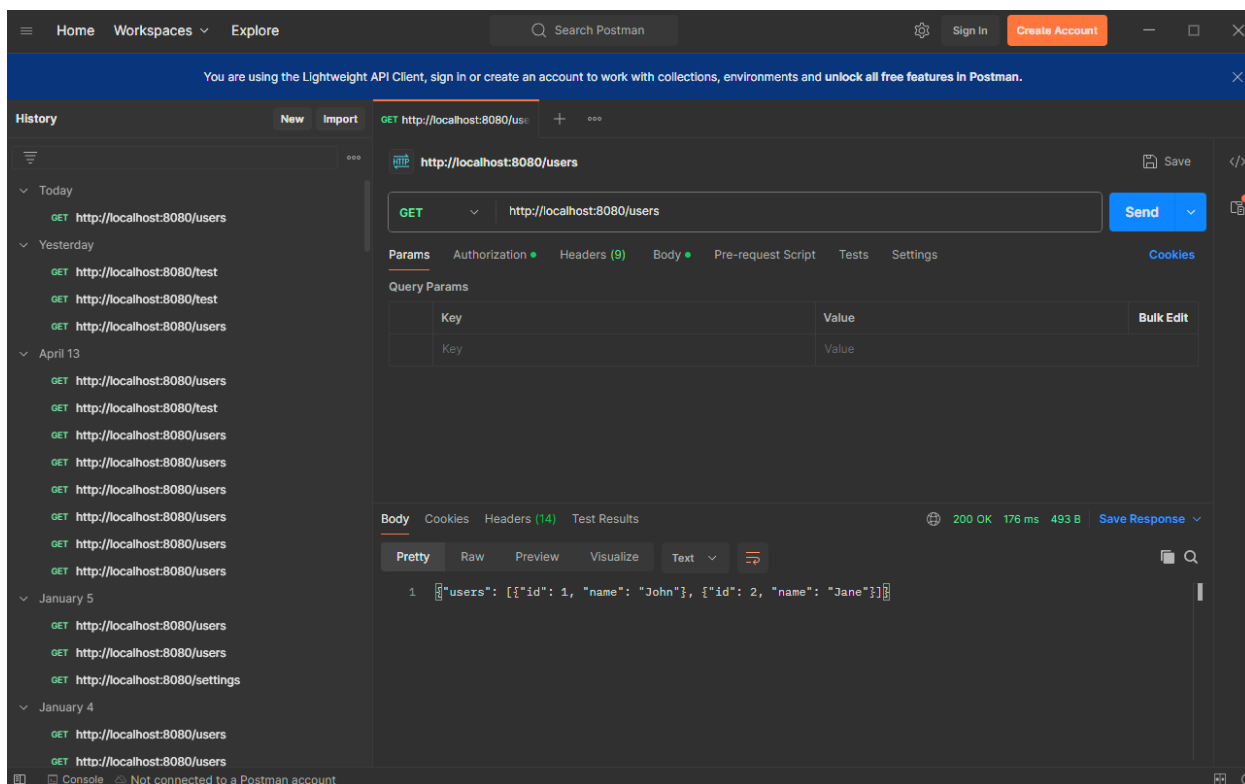 Home Workspaces Explore Search Postman Sign In Create Account
You are using the Lightweight API Client, sign in or create an account to work with collections, environments and unlock all free features in Postman.
History New Import
GET http://localhost:8080/use
HTTP http://localhost:8080/users Save
Today
GET http://localhost:8080/users
Yesterday
GET http://localhost:8080/test
GET http://localhost:8080/test
GET http://localhost:8080/users
April 13
GET http://localhost:8080/users
GET http://localhost:8080/test
GET http://localhost:8080/users
GET http://localhost:8080/users
GET http://localhost:8080/users
GET http://localhost:8080/users
GET http://localhost:8080/users
GET http://localhost:8080/users
January 5
GET http://localhost:8080/users
GET http://localhost:8080/users
GET http://localhost:8080/settings
January 4
GET http://localhost:8080/users
GET http://localhost:8080/users
GET http://localhost:8080/users Send
Params Authorization Headers (9) Body Pre-request Script Tests Settings Cookies
Query Params
Key Value Bulk Edit
Key Value
Body Cookies Headers (14) Test Results 200 OK 176 ms 493 B Save Response
Pretty Raw Preview Visualize Text
1 {"users": [{"id": 1, "name": "John"}, {"id": 2, "name": "Jane"}]}
Console Not connected to a Postman account